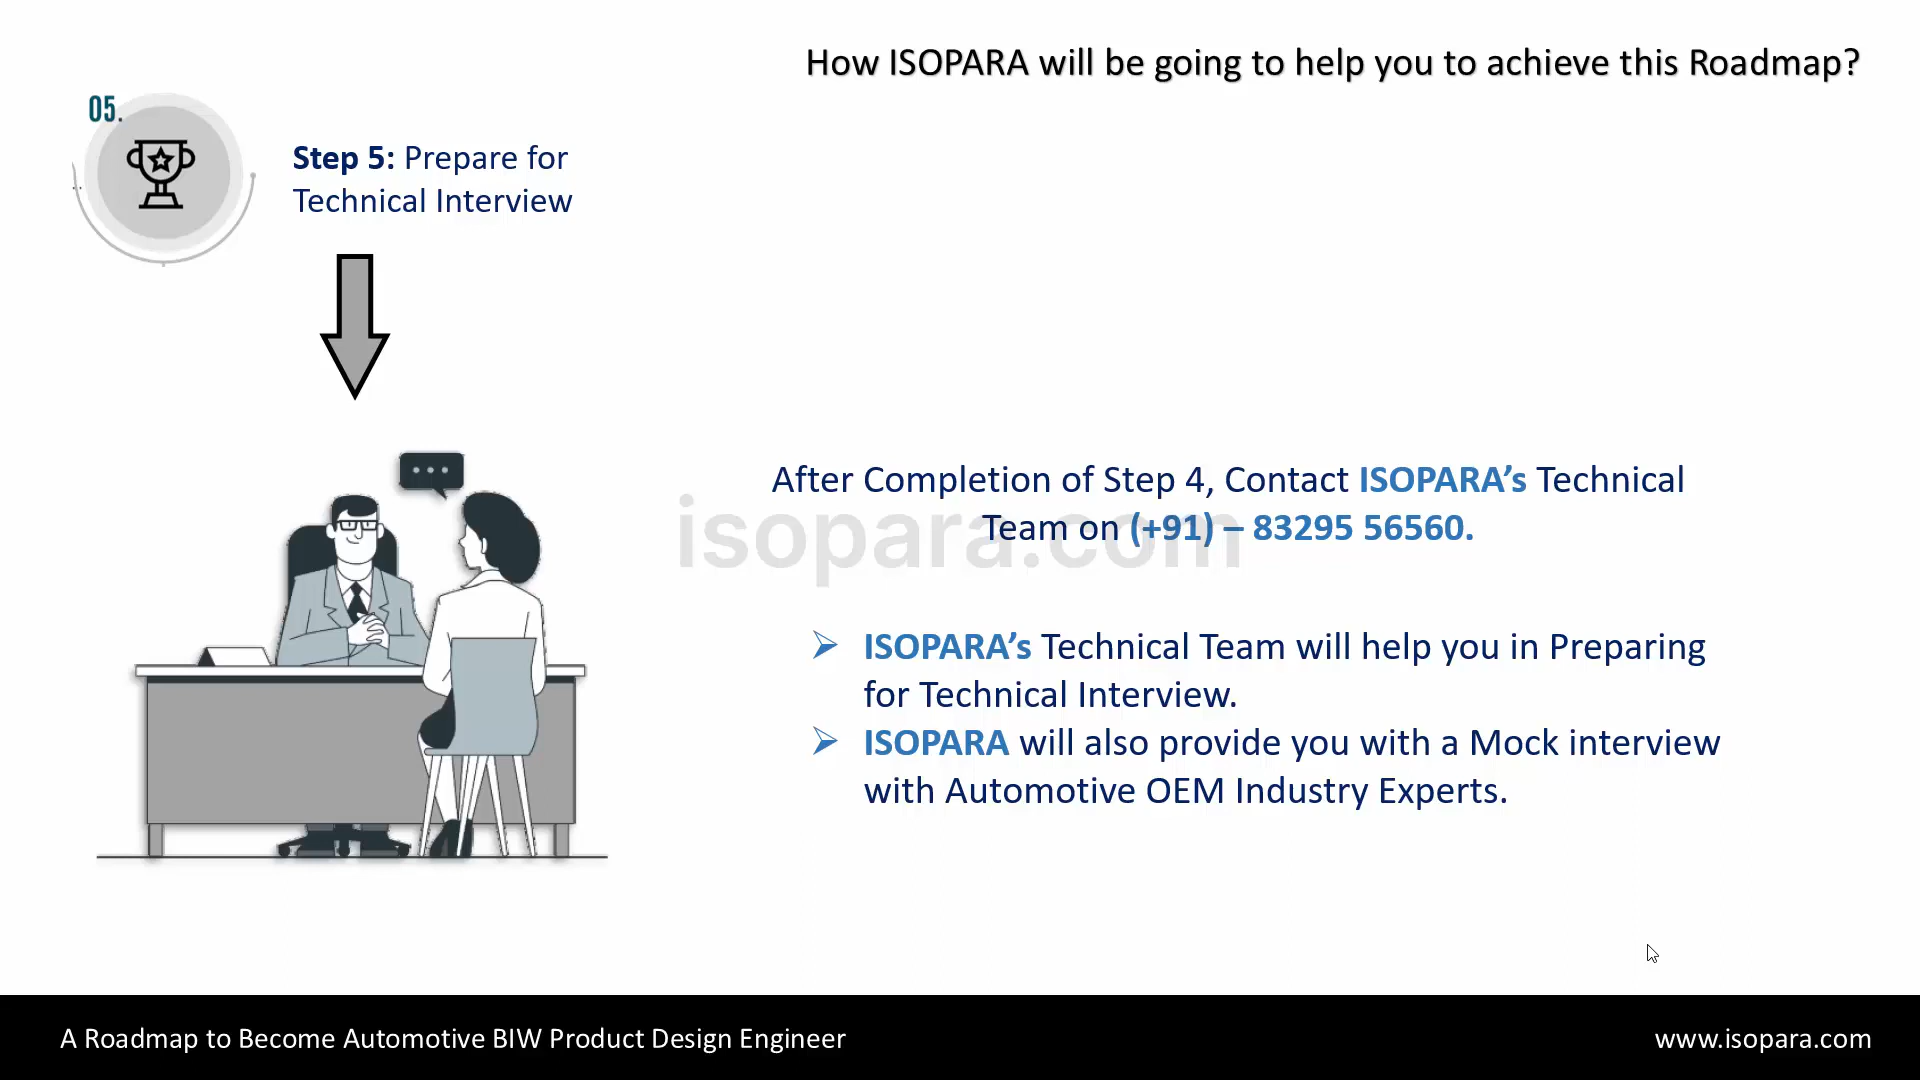 How ISOPARA will be going to help you to achieve this Roadmap?
05.
Step 5: Prepare for
Technical Interview
After Completion of Step 4, Contact ISOPARA’s Technical
Team on (+91) – 83295 56560.
isopara.com
➢ ISOPARA’s Technical Team will help you in Preparing
for Technical Interview.
➢ ISOPARA will also provide you with a Mock interview
with Automotive OEM Industry Experts.
A Roadmap to Become Automotive BIW Product Design Engineer
www.isopara.com